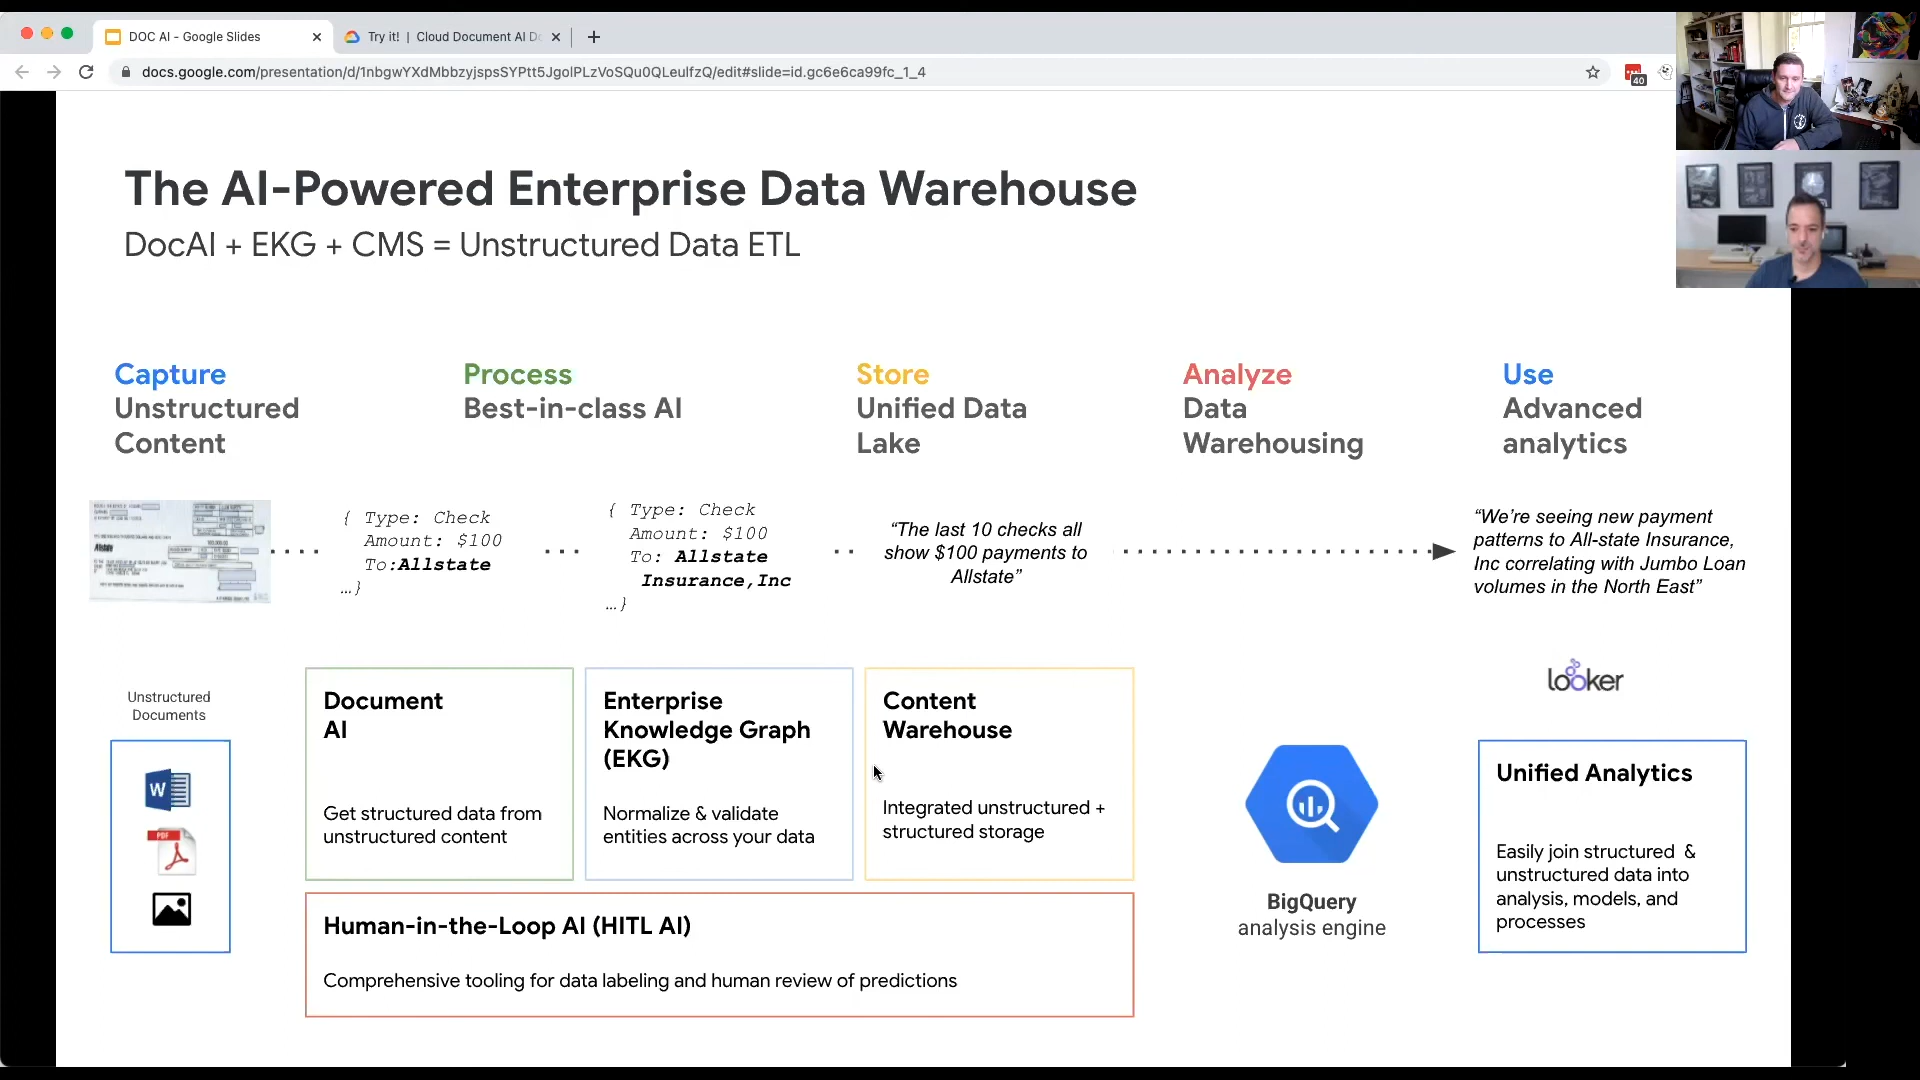 DOC AI - Google Slides
Try it! | Cloud Document AI
docs.google.com/presentation/d/1nbgwYXdMbbzyjspsSYPtt5JgolPLzVoSQu0QLeuIfzQ/edit#slide=id.gc6e6ca99fc_1_4
40
The AI-Powered Enterprise Data Warehouse
DocAI + EKG + CMS = Unstructured Data ETL
Capture
Unstructured
Content
Process
Best-in-class AI
Store
Unified Data
Lake
Analyze
Data
Warehousing
Use
Advanced
analytics
Allstate
{ Type: Check
Amount: $100
To:Allstate
…}
{ Type: Check
Amount: $100
To: Allstate
Insurance,Inc
…}
“The last 10 checks all
show $100 payments to
Allstate”
“We’re seeing new payment
patterns to All-state Insurance,
Inc correlating with Jumbo Loan
volumes in the North East”
Unstructured
Documents
W
PDF
Document
AI
Get structured data from
unstructured content
Enterprise
Knowledge Graph
(EKG)
Normalize & validate
entities across your data
Content
Warehouse
Integrated unstructured +
structured storage
Human-in-the-Loop AI (HITL AI)
Comprehensive tooling for data labeling and human review of predictions
BigQuery
analysis engine
looker
Unified Analytics
Easily join structured &
unstructured data into
analysis, models, and
processes